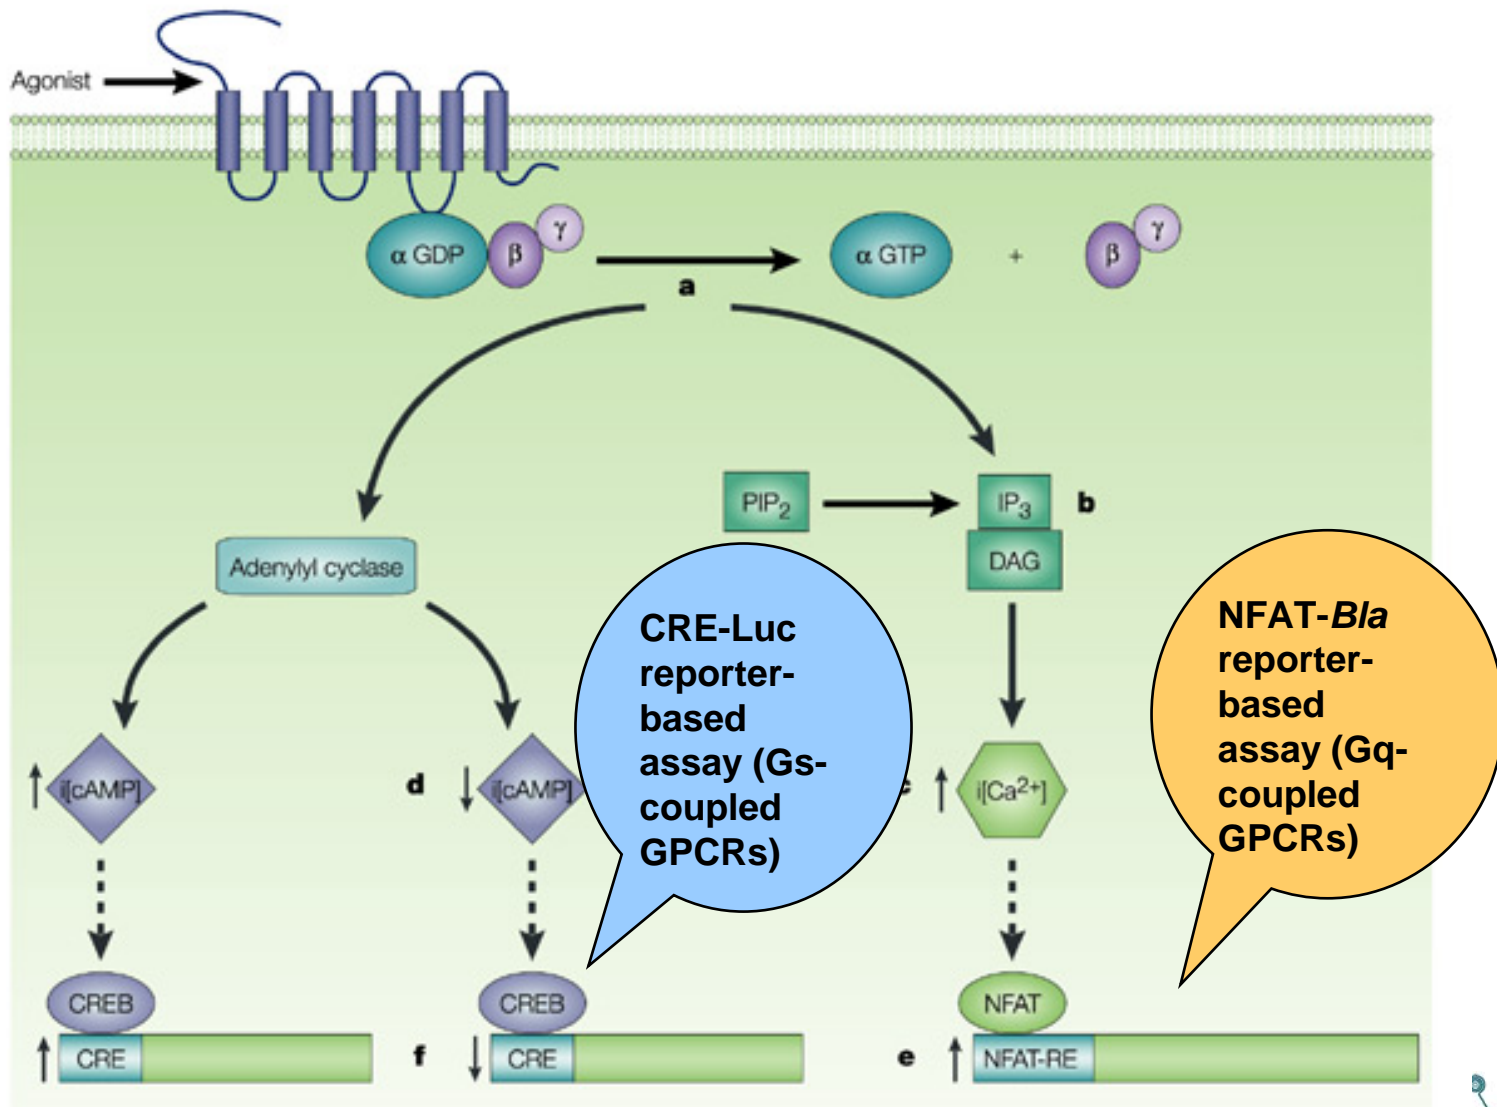 Agonist
α GDP
β
γ
a
α GTP
+
β
γ
PIP2
IP3
b
DAG
Adenylyl cyclase
CRE-Luc
reporter-
based
assay (Gs-
coupled
GPCRs)
NFAT-Bla
reporter-
based
assay (Gq-
coupled
GPCRs)
i[cAMP]
d
i[cAMP]
c
i[Ca2+]
CREB
CREB
NFAT
CRE
f
CRE
e
NFAT-RE